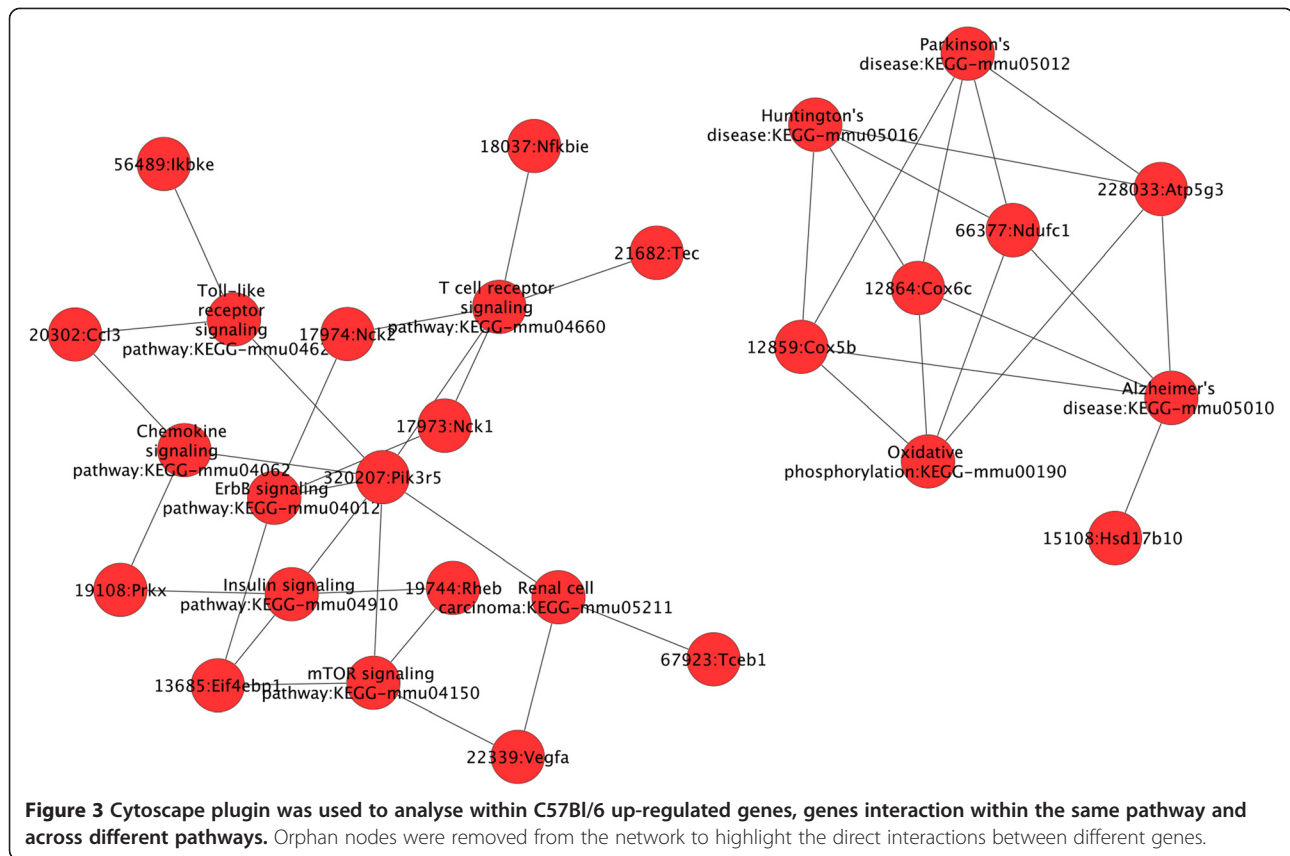 Parkinson's
disease:KEGG-mmu05012
Huntington's
disease:KEGG-mmu05016
18037:Nfkbie
56489:Ikbke
228033:Atp5g3
66377:Ndufc1
21682:Tec
12864:Cox6c
Toll-like
receptor
signaling
pathway:KEGG-mmu0462
T cell receptor
signaling
pathway:KEGG-mmu04660
20302:Ccl3
17974:Nck2
12859:Cox5b
Alzheimer's
disease:KEGG-mmu05010
17973:Nck1
Chemokine
signaling
pathway:KEGG-mmu04062
Oxidative
phosphorylation:KEGG-mmu00190
320207:Pik3r5
ErbB signaling
pathway:KEGG-mmu04012
15108:Hsd17b10
19108:Prkx
Insulin signaling
pathway:KEGG-mmu04910
19744:Rheb
Renal cell
carcinoma:KEGG-mmu05211
67923:Tceb1
13685:Eif4ebp1
mTOR signaling
pathway:KEGG-mmu04150
22339:Vegfa
Figure 3 Cytoscape plugin was used to analyse within C57Bl/6 up-regulated genes, genes interaction within the same pathway and
across different pathways. Orphan nodes were removed from the network to highlight the direct interactions between different genes.